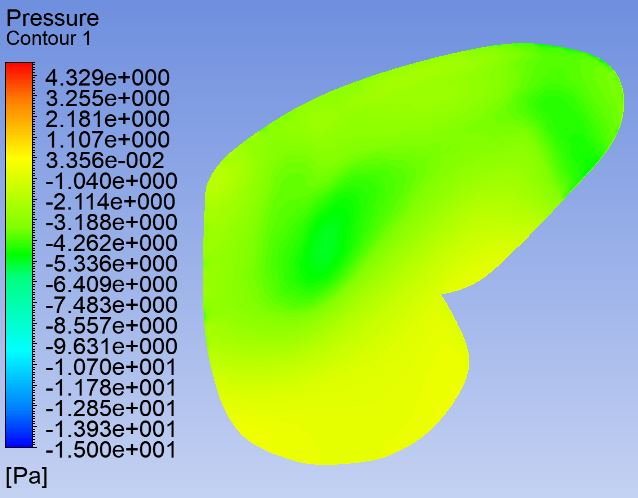 Pressure
Contour 1
4.329e+000
3.255e+000
2.181e+000
1.107e+000
3.356e-002
-1.040e+000
-2.114e+000
-3.188e+000
-4.262e+000
-5.336e+000
-6.409e+000
-7.483e+000
-8.557e+000
-9.631e+000
-1.070e+001
-1.178e+001
-1.285e+001
-1.393e+001
-1.500e+001
[Pa]